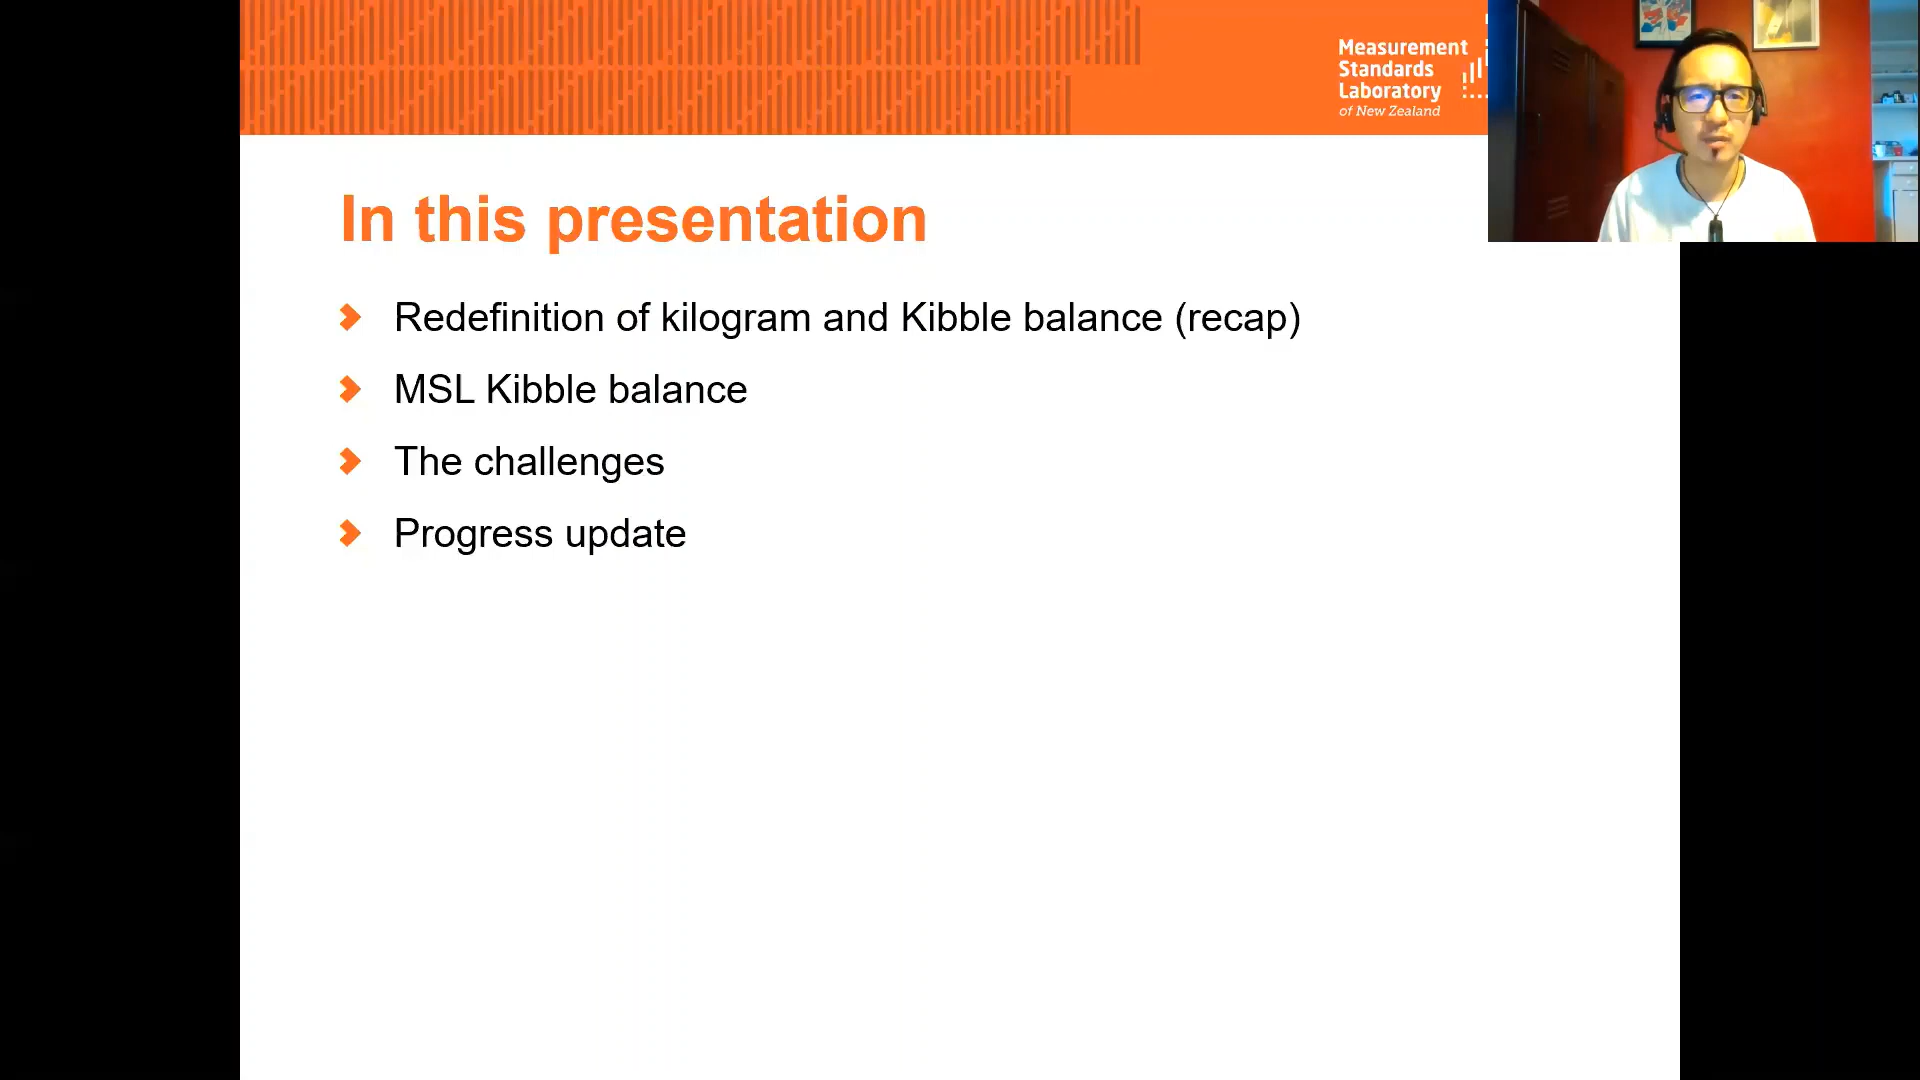 Measurement
Standards
Laboratory
of New Zealand
In this presentation
Redefinition of kilogram and Kibble balance (recap)
MSL Kibble balance
The challenges
Progress update